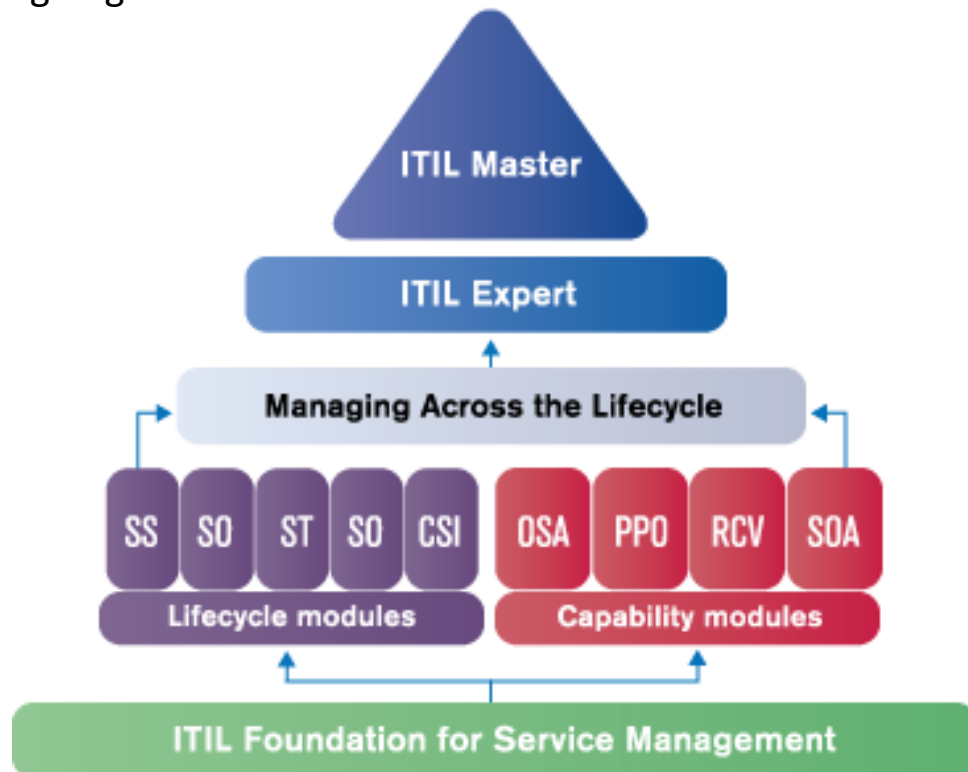 ITIL Master
ITIL Expert
Managing Across the Lifecycle
SS SO ST SO CSI OSA PPO RCV SOA
Lifecycle modules Capability modules
ITIL Foundation for Service Management